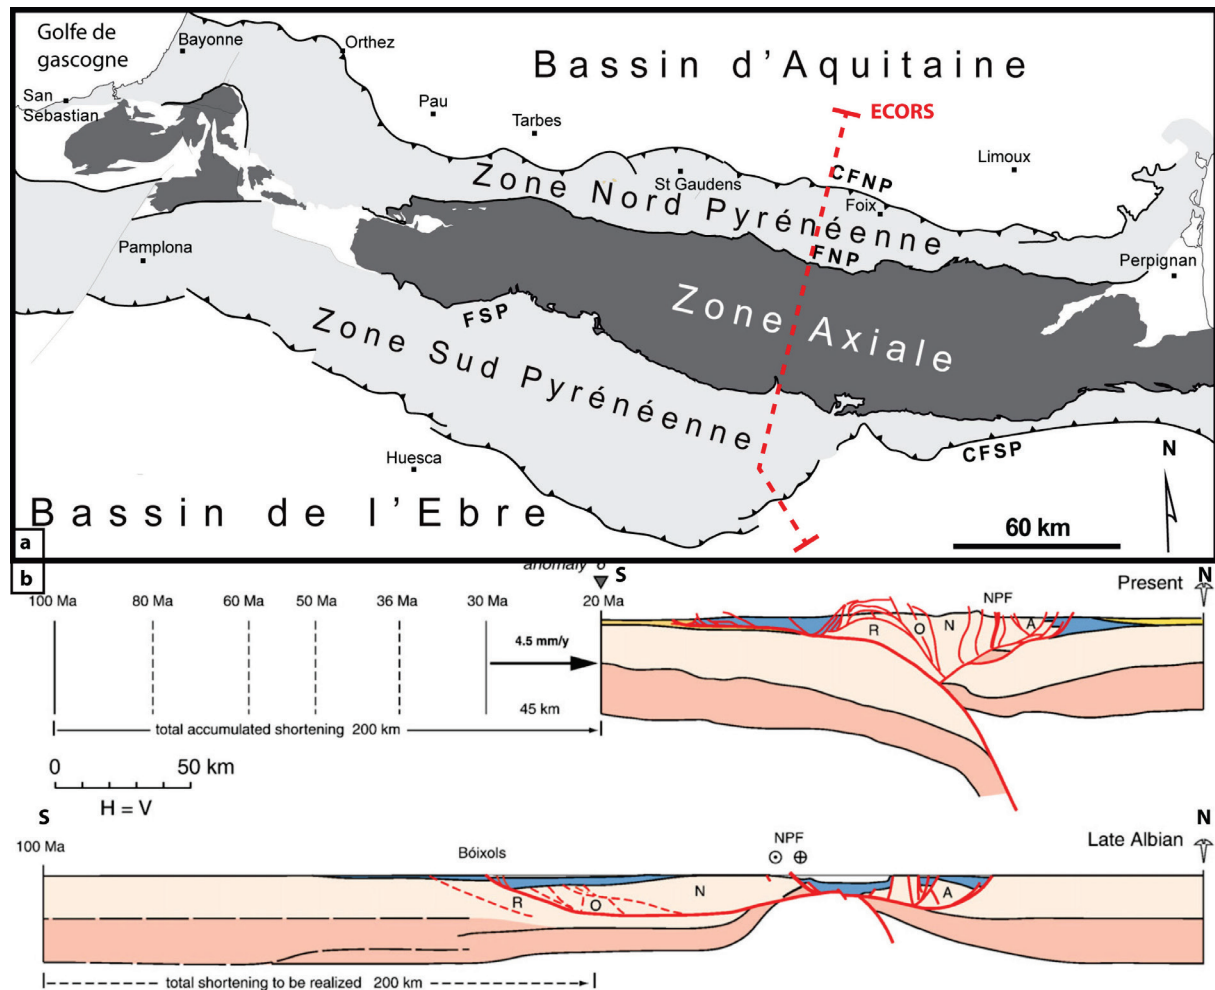 Golfe de
gascogne
Bayonne
Orthez
Bassin d'Aquitaine
San
Sebastian
Pau
Tarbes
ECORS
Limoux
CFNP
St Gaudens
Foix
Zone Nord Pyrénéenne
FNP
Pamplona
Perpignan
Zone Axiale
FSP
Zone Sud Pyrénéenne
CFSP
N
Huesca
Bassin de l'Ebre
60 km
a
b
anomaly 6
S
N
100 Ma 80 Ma 60 Ma 50 Ma 36 Ma 30 Ma 20 Ma
Present
NPF
R O N A
4.5 mm/y
45 km
total accumulated shortening 200 km
0 50 km
H = V
S
N
100 Ma
Bóixols
NPF
Late Albian
R O N A
total shortening to be realized 200 km